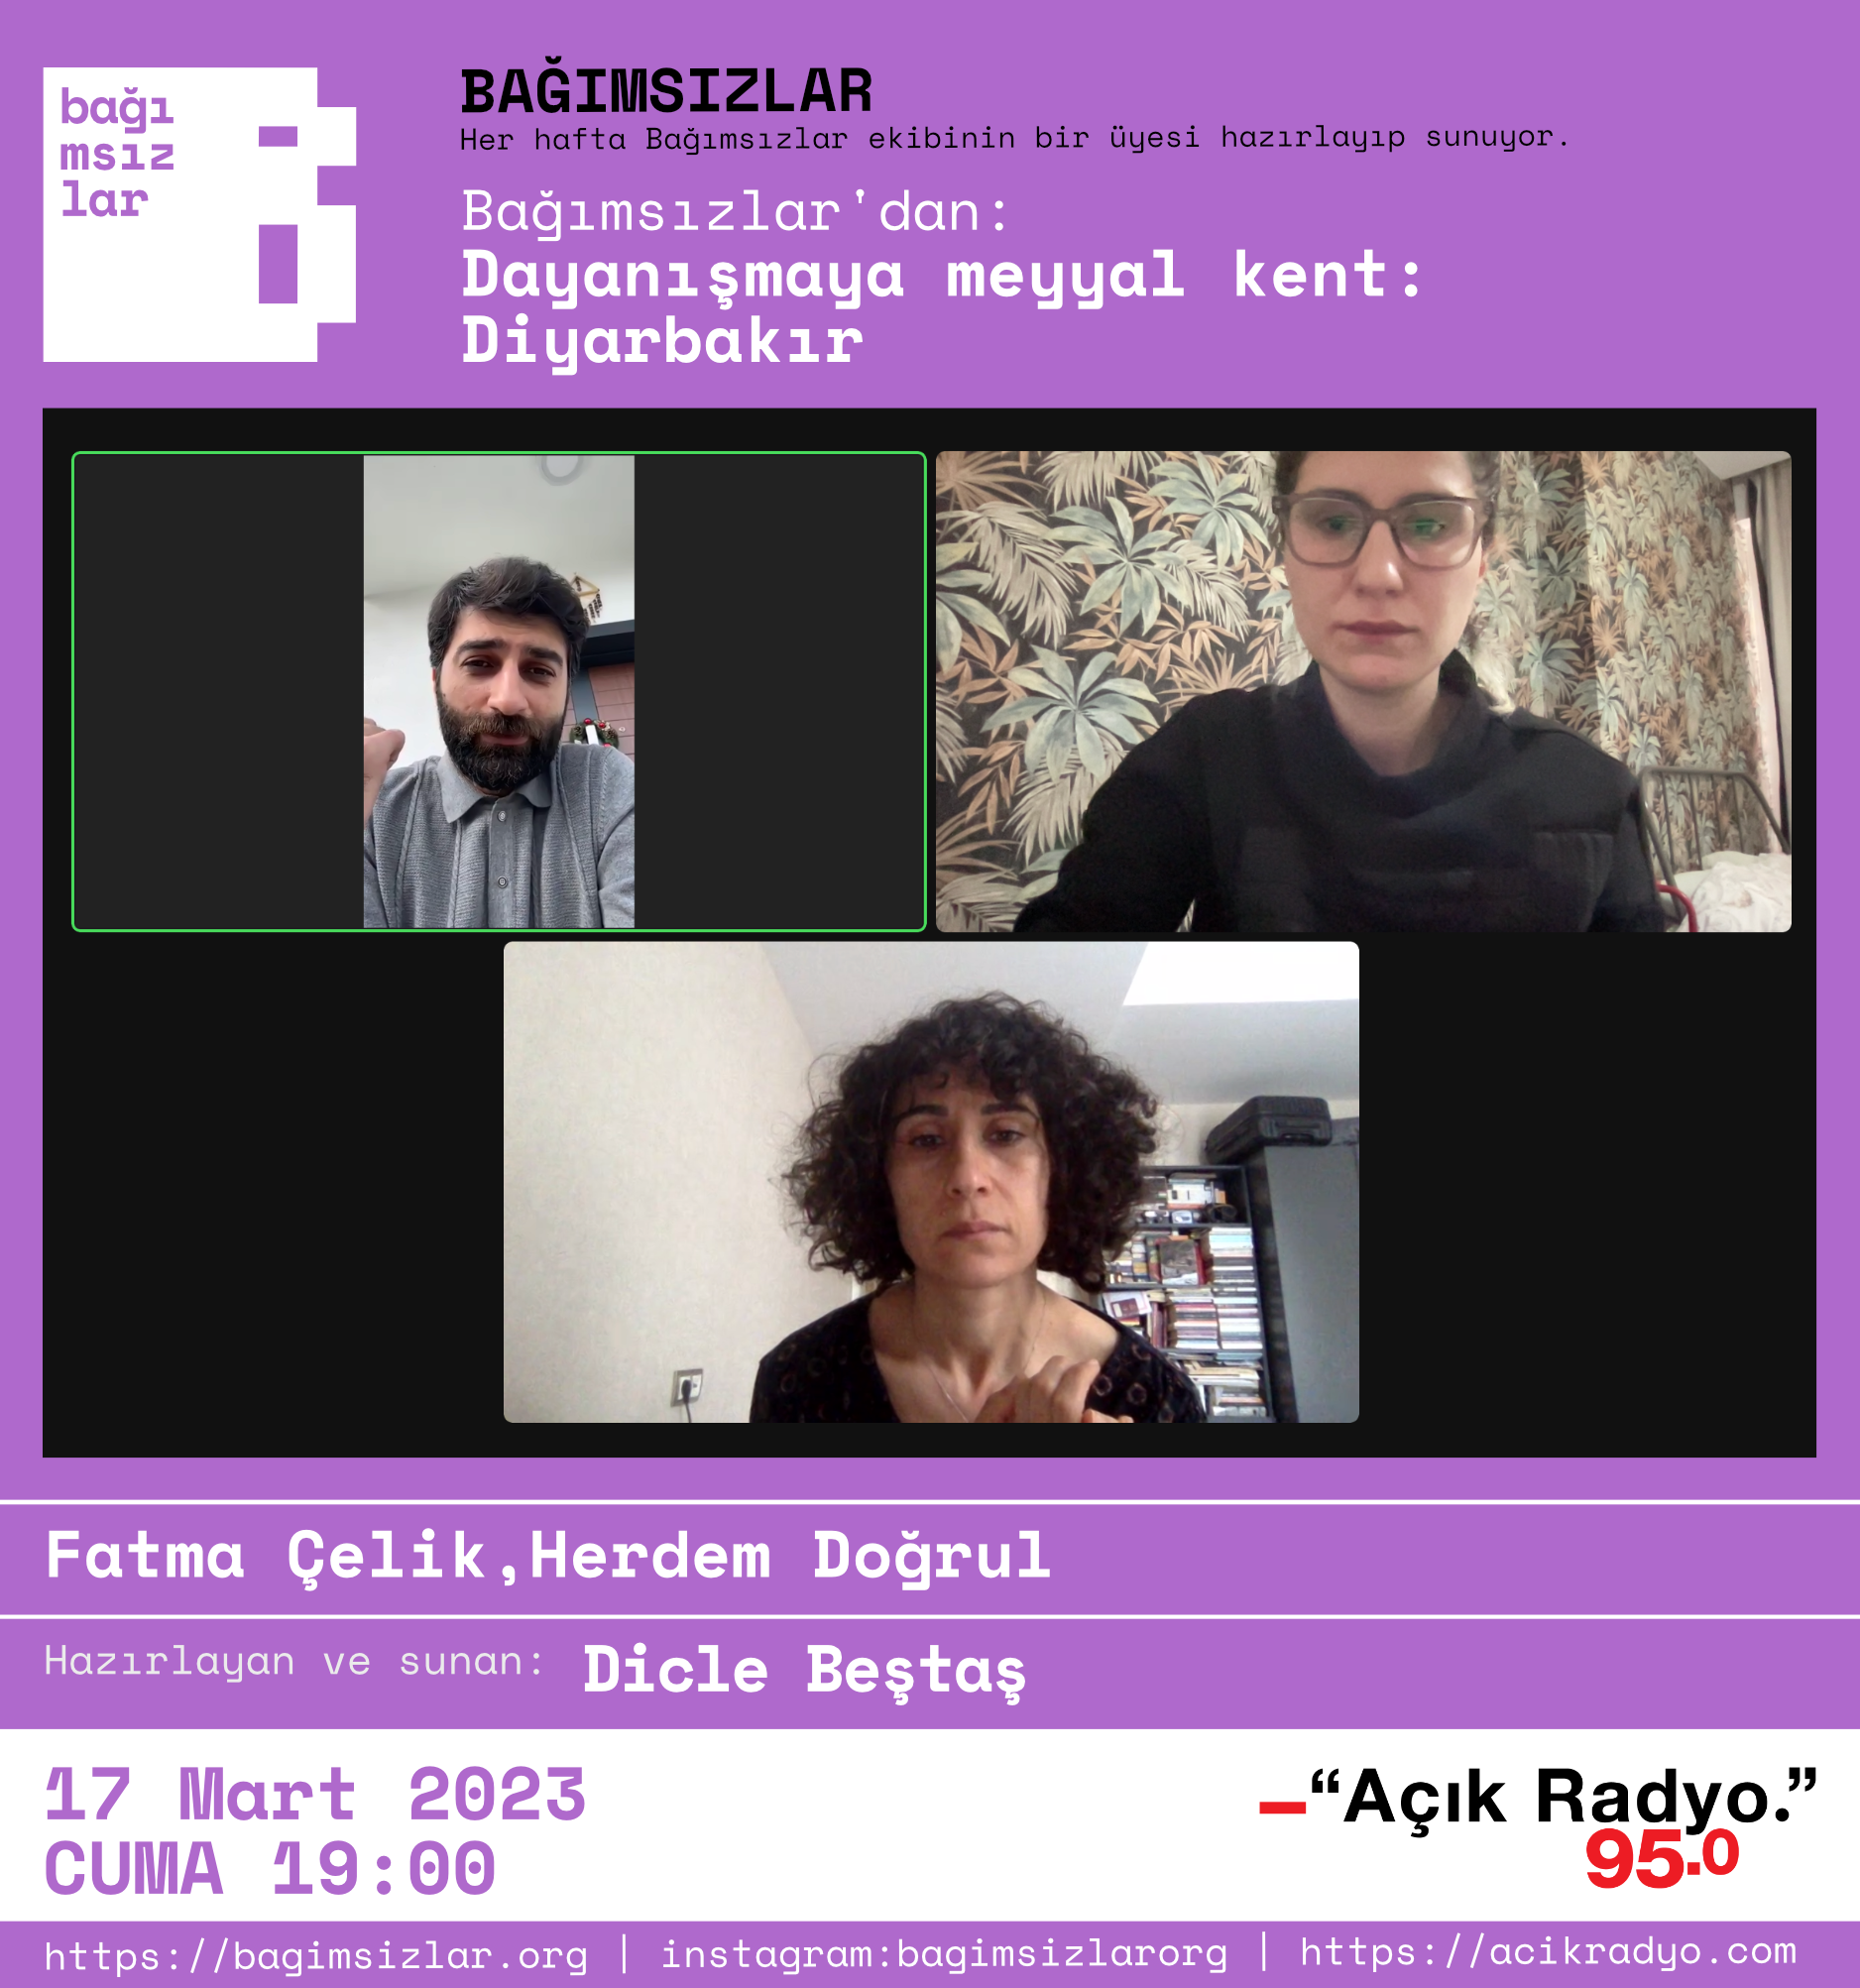 bağı
msız
lar
BAĞIMSIZLAR
Her hafta Bağımsızlar ekibinin bir üyesi hazırlayıp sunuyor.
Bağımsızlar'dan:
Dayanışmaya meyyal kent:
Diyarbakır
Fatma Çelik,Herdem Doğrul
Hazırlayan ve sunan: Dicle Beştaş
17 Mart 2023
CUMA 19:00
–“Açık Radyo.”
95.0
https://bagimsizlar.org | instagram:bagimsizlarorg | https://acikradyo.com